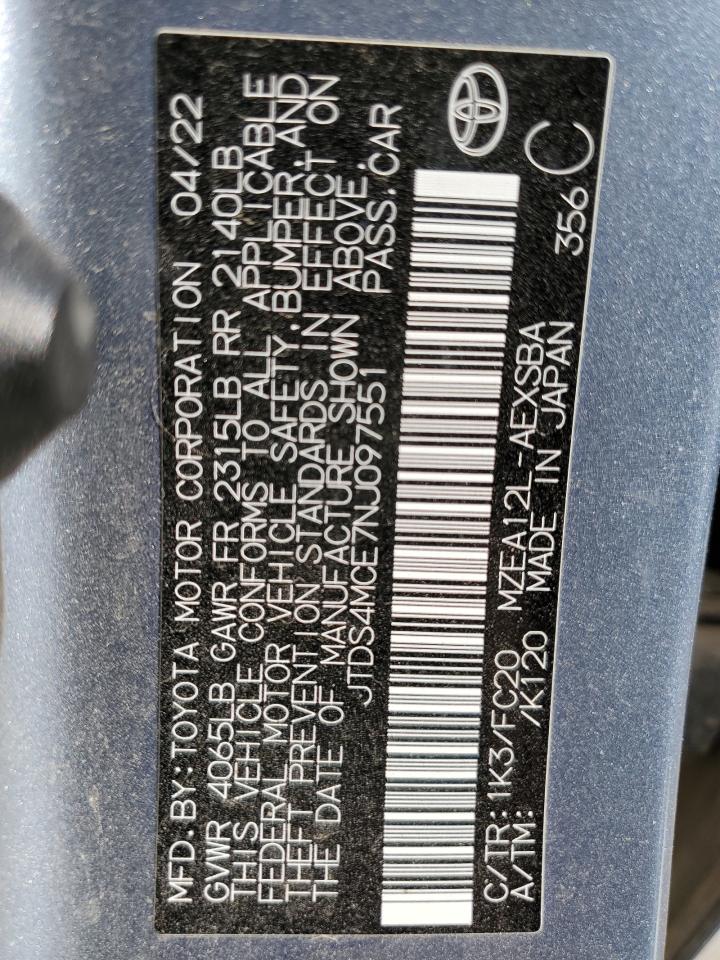 MFD.BY:TOYOTA MOTOR CORPORATION 04/22
GVWR 4065LB GAWR FR 2315LB RR 2140LB
THIS VEHICLE CONFORMS TO ALL APPLICABLE
FEDERAL MOTOR VEHICLE SAFETY,BUMPER,AND
THEFT PREVENTION STANDARDS IN EFFECT ON
THE DATE OF MANUFACTURE SHOWN ABOVE.
JTDS4MCE7NJ097551 PASS.CAR
C/TR: 1K3/FC20 MZEA12L-AEXSBA 356
A/TM: /K120 MADE IN JAPAN C